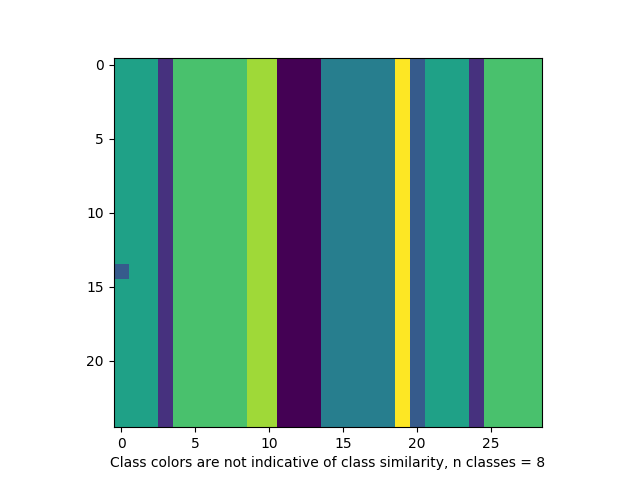 0
5
10
15
20
0 5 10 15 20 25
Class colors are not indicative of class similarity, n classes = 8